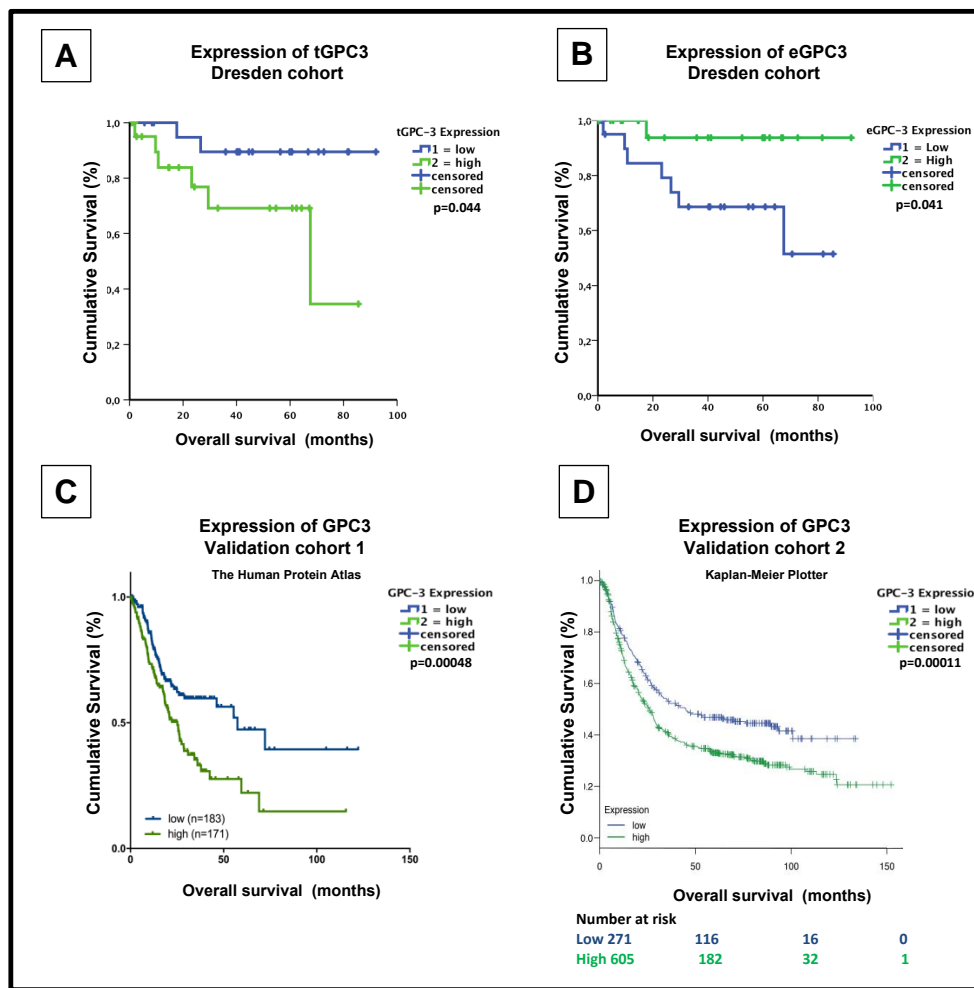 A
Expression of tGPC3
Dresden cohort
tGPC-3 Expression
1 = low
2 = high
censored
censored
p=0.044
Cumulative Survival (%)
1,0
0,8
0,6
0,4
0,2
0,0
0
20
40
60
80
100
Overall survival (months)
B
Expression of eGPC3
Dresden cohort
eGPC-3 Expression
1 = Low
2 = High
censored
censored
p=0.041
Cumulative Survival (%)
1,0
0,8
0,6
0,4
0,2
0,0
0
20
40
60
80
100
Overall survival (months)
C
Expression of GPC3
Validation cohort 1
The Human Protein Atlas
GPC-3 Expression
1 = low
2 = high
censored
censored
p=0.00048
Cumulative Survival (%)
1.0
0.5
0.0
low (n=183)
high (n=171)
0
50
100
150
Overall survival (months)
D
Expression of GPC3
Validation cohort 2
Kaplan-Meier Plotter
GPC-3 Expression
1 = low
2 = high
censored
censored
p=0.00011
Cumulative Survival (%)
1.0
0.8
0.6
0.4
0.2
0.0
Expression
low
high
0
50
100
150
Overall survival (months)
Number at risk
Low 271 116 16 0
High 605 182 32 1